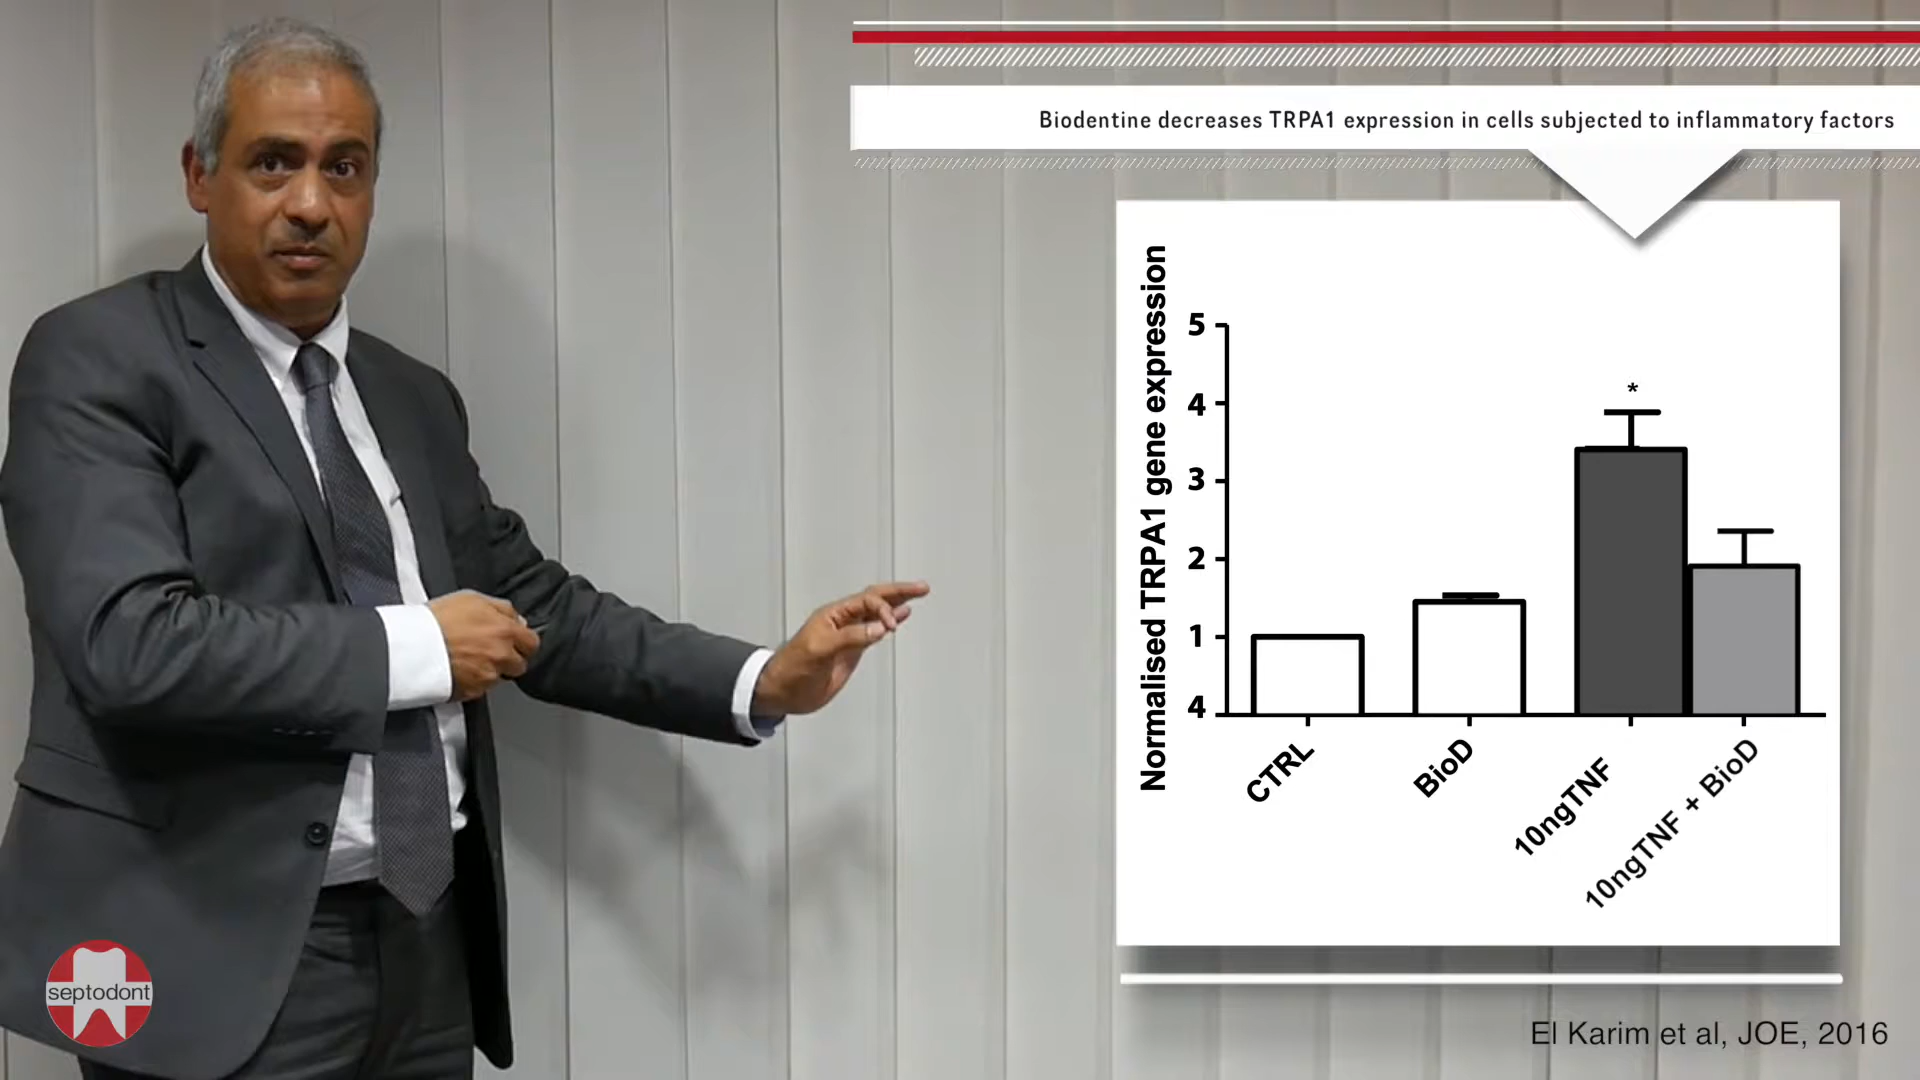 Biodentine decreases TRPA1 expression in cells subjected to inflammatory factors
Normalised TRPA1 gene expression
5
4
3
2
1
4
*
CTRL
BioD
10ngTNF
10ngTNF + BioD
septodont
El Karim et al, JOE, 2016